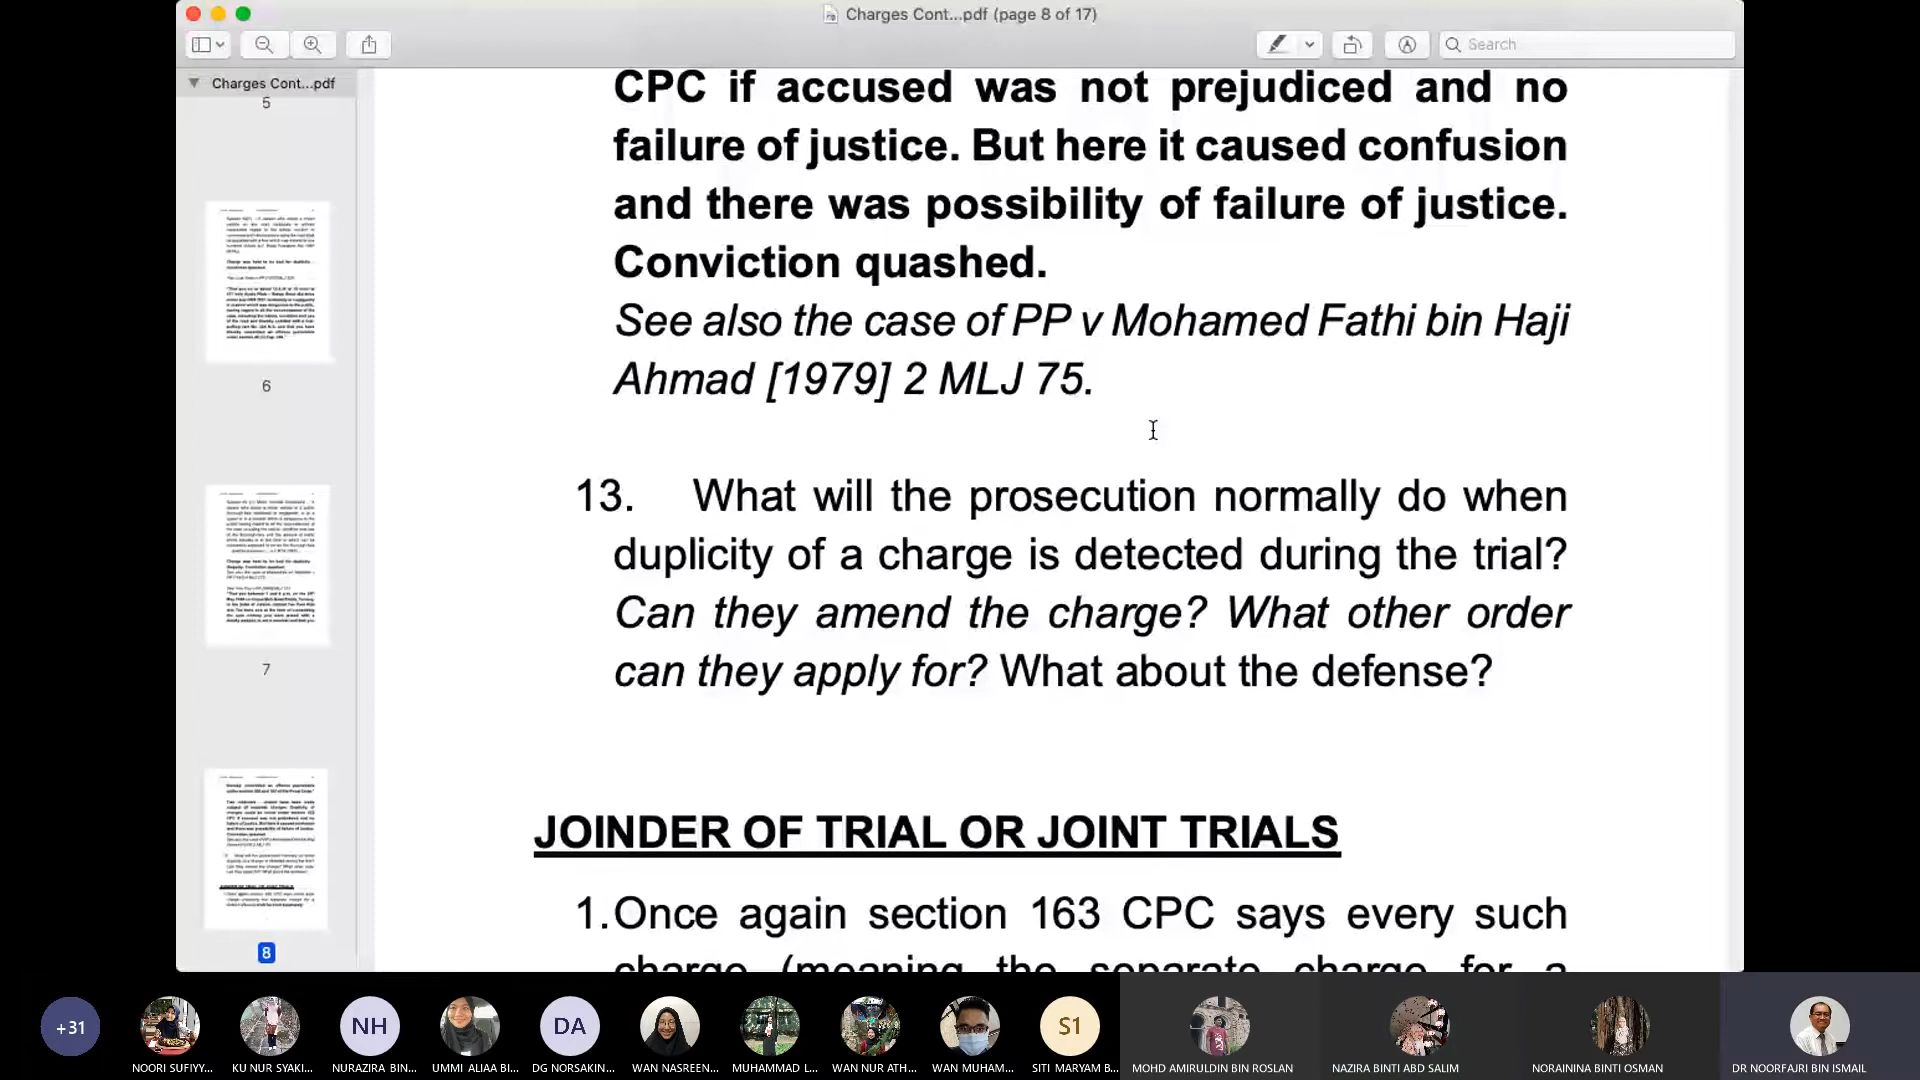 Charges Cont...pdf (page 8 of 17)
Search
Charges Cont...pdf
5
6
7
8
CPC if accused was not prejudiced and no
failure of justice. But here it caused confusion
and there was possibility of failure of justice.
Conviction quashed.
See also the case of PP v Mohamed Fathi bin Haji
Ahmad [1979] 2 MLJ 75.
13. What will the prosecution normally do when
duplicity of a charge is detected during the trial?
Can they amend the charge? What other order
can they apply for? What about the defense?
JOINDER OF TRIAL OR JOINT TRIALS
1.Once again section 163 CPC says every such
charge (meaning the separate charge for a
+31
NH
DA
S1
NOORI SUFIYY...
KU NUR SYAKI...
NURAZIRA BIN...
UMMI ALIAA BI...
DG NORSAKIN...
WAN NASREEN...
MUHAMMAD L...
WAN NUR ATH...
WAN MUHAM...
SITI MARYAM B...
MOHD AMIRULDIN BIN ROSLAN
NAZIRA BINTI ABD SALIM
NORAININA BINTI OSMAN
DR NOORFAJRI BIN ISMAIL